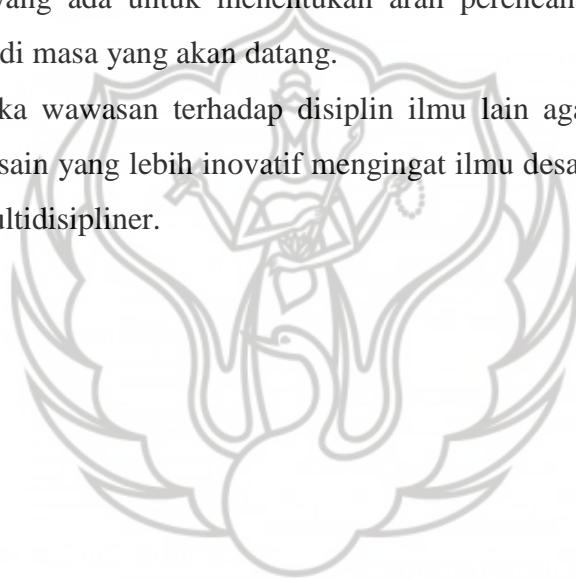 yang ada untuk menentukan arah perencan
di masa yang akan datang.
ka wawasan terhadap disiplin ilmu lain aga
sain yang lebih inovatif mengingat ilmu desa
ultidisipliner.